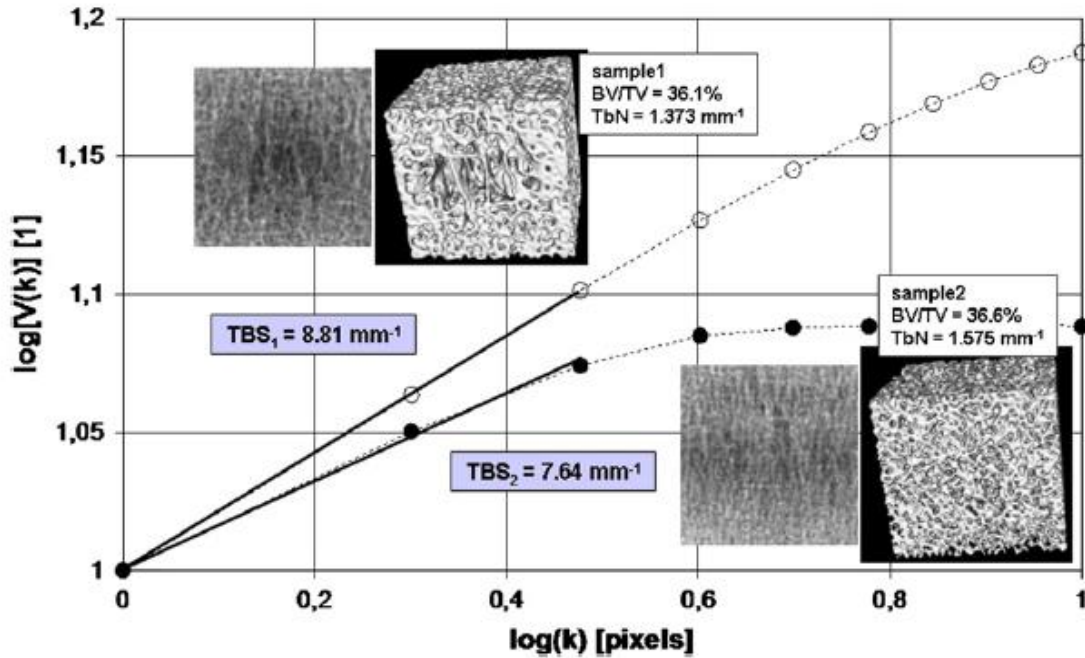 1,2
1,15
1,1
1,05
1
log[V(k)] [1]
sample1
BV/TV = 36.1%
TbN = 1.373 mm⁻¹
TBS₁ = 8.81 mm⁻¹
sample2
BV/TV = 36.6%
TbN = 1.575 mm⁻¹
TBS₂ = 7.64 mm⁻¹
0
0,2
0,4
0,6
0,8
1
log(k) [pixels]